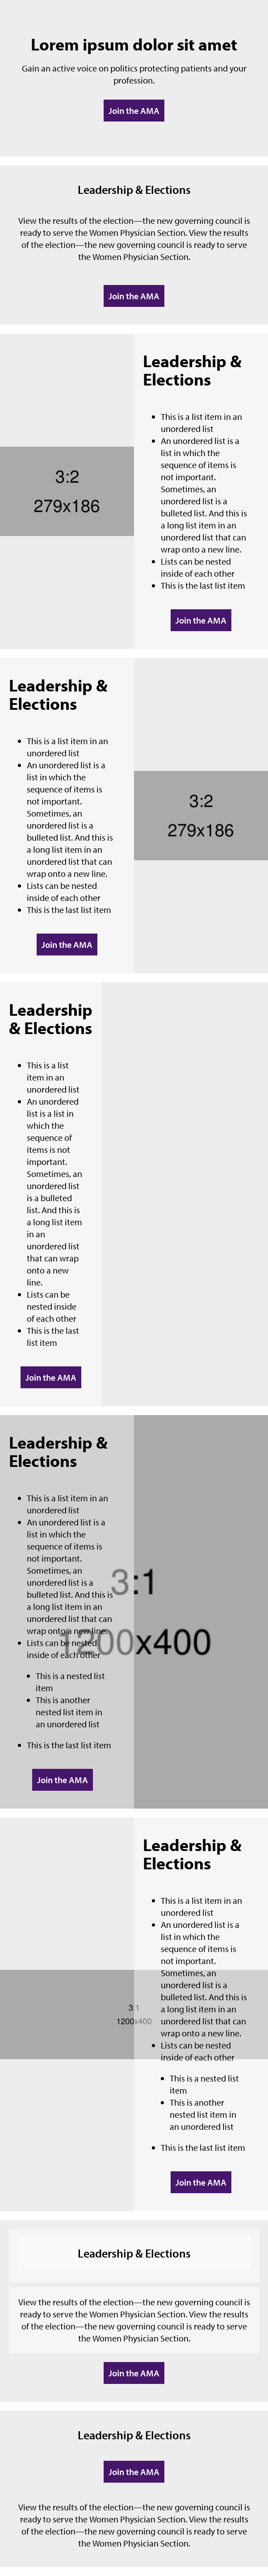 Lorem ipsum dolor sit amet
Gain an active voice on politics protecting patients and your
profession.
Join the AMA
Leadership & Elections
View the results of the election—the new governing council is
ready to serve the Women Physician Section. View the results
of the election—the new governing council is ready to serve
the Women Physician Section.
Join the AMA
3:2
279x186
Leadership &
Elections
This is a list item in an
unordered list
An unordered list is a
list in which the
sequence of items is
not important.
Sometimes, an
unordered list is a
bulleted list. And this is
a long list item in an
unordered list that can
wrap onto a new line.
Lists can be nested
inside of each other
This is the last list item
Join the AMA
Leadership &
Elections
This is a list item in an
unordered list
An unordered list is a
list in which the
sequence of items is
not important.
Sometimes, an
unordered list is a
bulleted list. And this is
a long list item in an
unordered list that can
wrap onto a new line.
Lists can be nested
inside of each other
This is the last list item
Join the AMA
3:2
279x186
Leadership
& Elections
This is a list
item in an
unordered list
An unordered
list is a list in
which the
sequence of
items is not
important.
Sometimes, an
unordered list
is a bulleted
list. And this is
a long list item
in an
unordered list
that can wrap
onto a new
line.
Lists can be
nested inside
of each other
This is the last
list item
Join the AMA
Leadership &
Elections
This is a list item in an
unordered list
An unordered list is a
list in which the
sequence of items is
not important.
Sometimes, an
unordered list is a
bulleted list. And this is
a long list item in an
unordered list that can
wrap onto a new line.
Lists can be nested
inside of each other
This is a nested list
item
This is another
nested list item in
an unordered list
This is the last list item
Join the AMA
3:1
1200x400
3:1
1200x400
Leadership &
Elections
This is a list item in an
unordered list
An unordered list is a
list in which the
sequence of items is
not important.
Sometimes, an
unordered list is a
bulleted list. And this is
a long list item in an
unordered list that can
wrap onto a new line.
Lists can be nested
inside of each other
This is a nested list
item
This is another
nested list item in
an unordered list
This is the last list item
Join the AMA
Leadership & Elections
View the results of the election—the new governing council is
ready to serve the Women Physician Section. View the results
of the election—the new governing council is ready to serve
the Women Physician Section.
Join the AMA
Leadership & Elections
Join the AMA
View the results of the election—the new governing council is
ready to serve the Women Physician Section. View the results
of the election—the new governing council is ready to serve
the Women Physician Section.